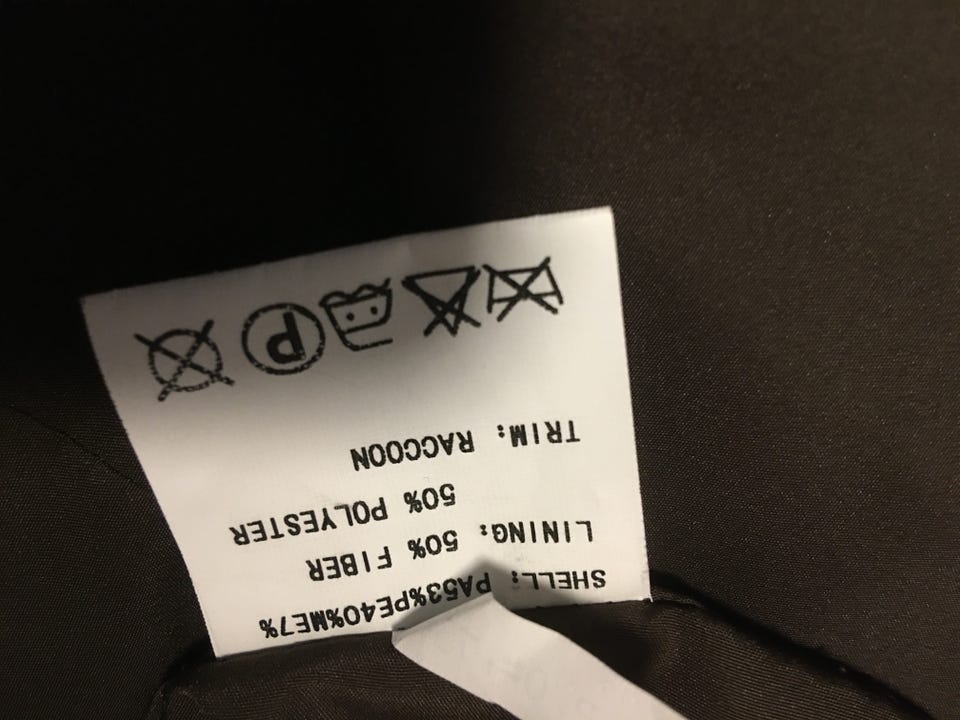 SHELL: PA53%PE40%ME7%
LINING: 50% FIBER
50% POLYESTER
TRIM: RACCOON
P